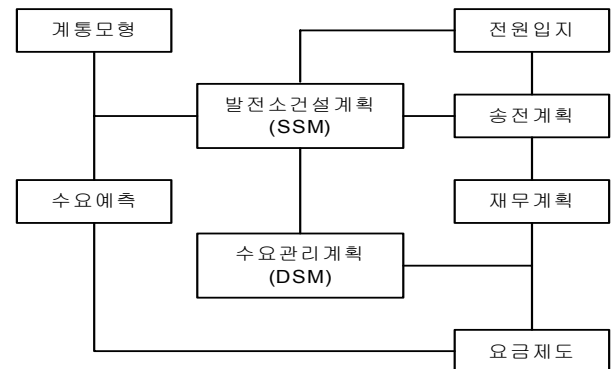 계통모형
전원입지
발전소건설계획
(SSM)
송전계획
수요예측
재무계획
수요관리계획
(DSM)
요금제도